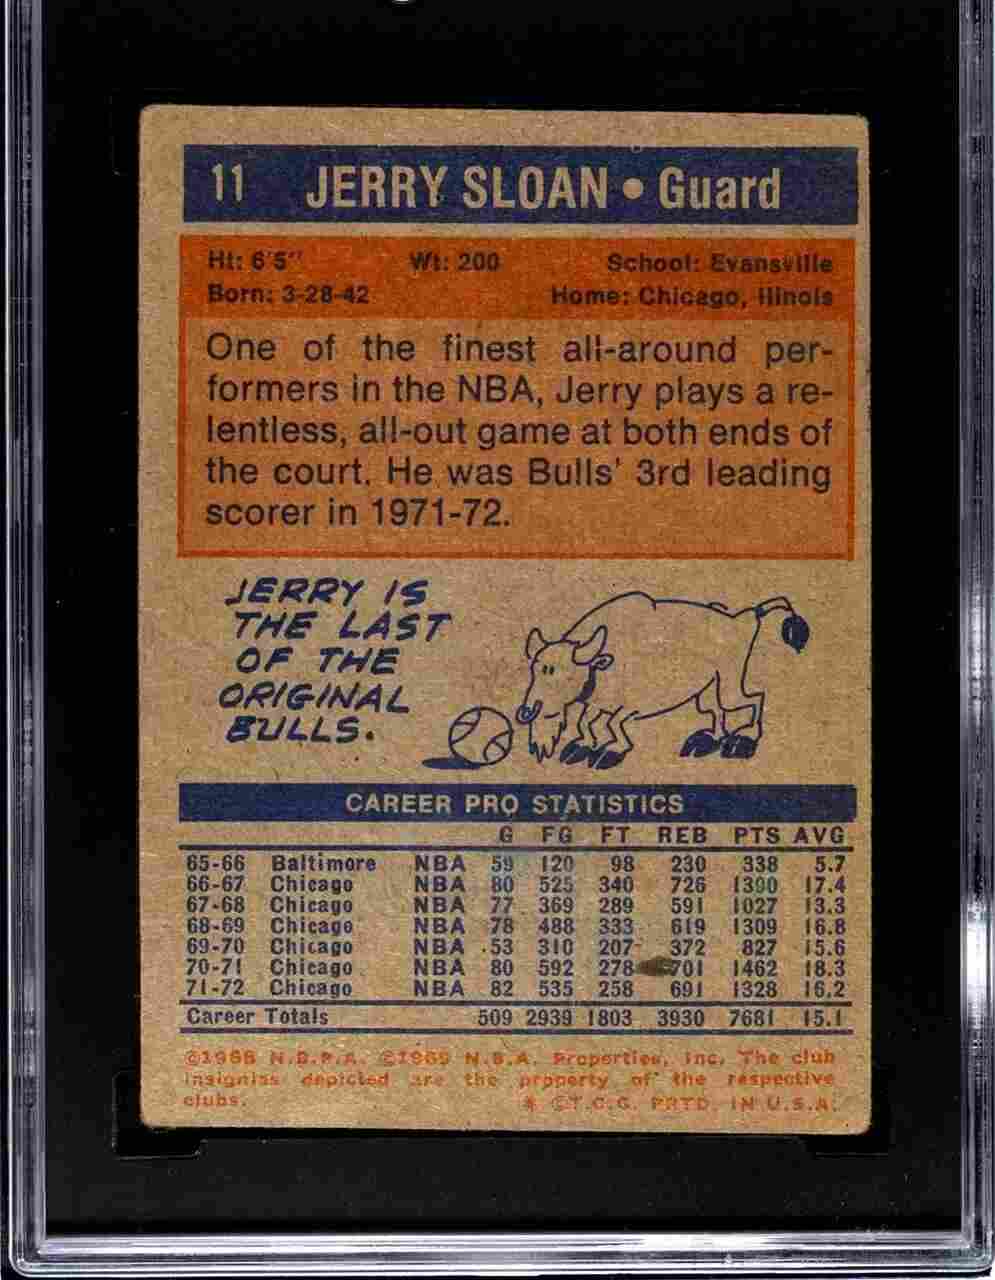 11 JERRY SLOAN • Guard
Ht: 6'5" Wt: 200 School: Evansville
Born: 3-28-42 Home: Chicago, Illinois
One of the finest all-around per-
formers in the NBA, Jerry plays a re-
lentless, all-out game at both ends of
the court. He was Bulls' 3rd leading
scorer in 1971-72.
JERRY IS
THE LAST
OF THE
ORIGINAL
BULLS.
CAREER PRO STATISTICS
G FG FT REB PTS AVG
65-66 Baltimore NBA 59 120 98 230 338 5.7
66-67 Chicago NBA 80 525 340 726 1390 17.4
67-68 Chicago NBA 77 369 289 591 1027 13.3
68-69 Chicago NBA 78 488 333 619 1309 16.8
69-70 Chicago NBA 53 310 207 372 827 15.6
70-71 Chicago NBA 80 592 278 701 1462 18.3
71-72 Chicago NBA 82 535 258 691 1328 16.2
Career Totals 509 2939 1803 3930 7681 15.1
©1968 N.B.P.A. ©1969 N.B.A. Properties, Inc. The club
insignias depicted are the property of the respective
clubs. * ©T.C.G. PRTD. IN U.S.A.